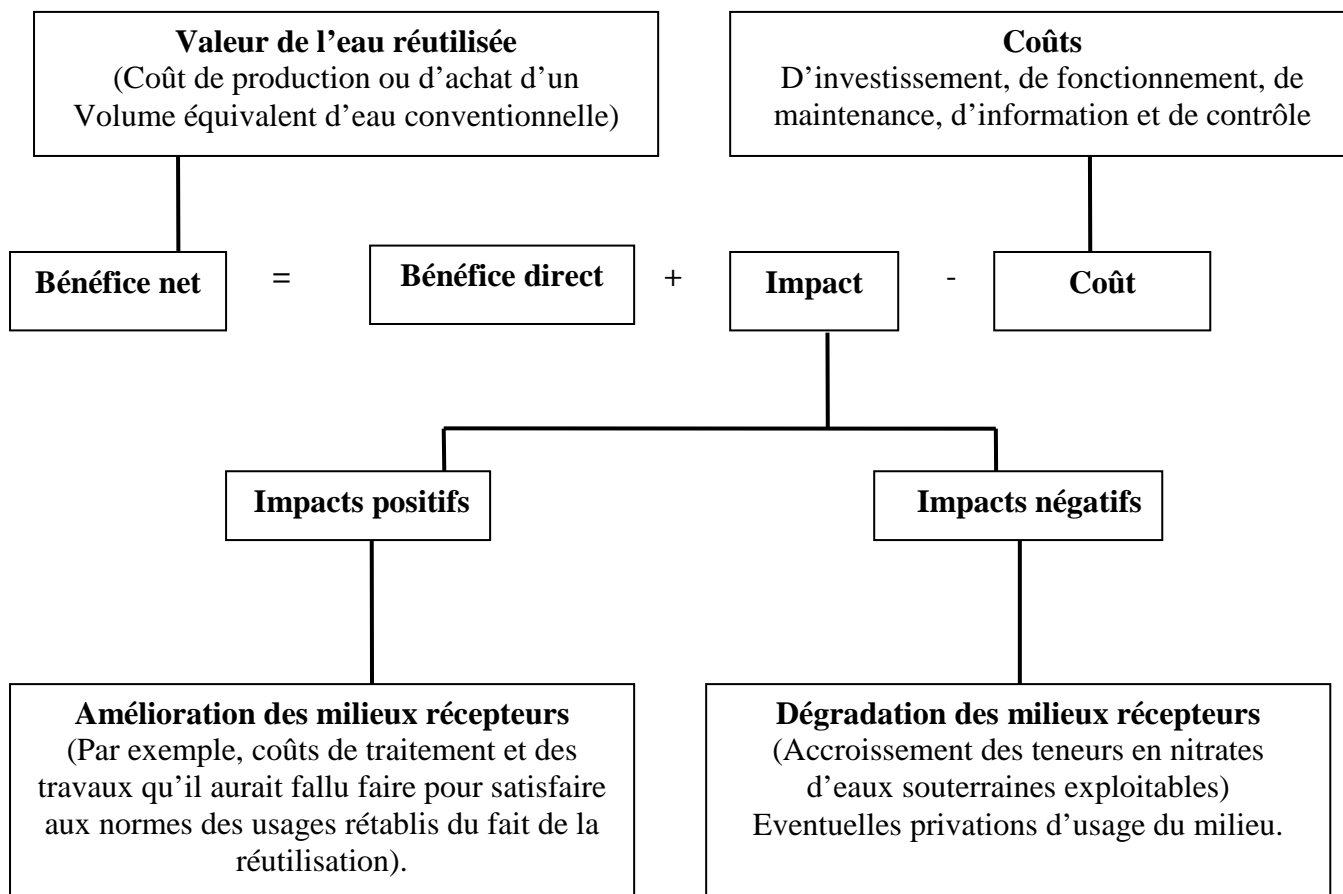 Valeur de l’eau réutilisée
(Coût de production ou d’achat d’un
Volume équivalent d’eau conventionnelle)
Coûts
D’investissement, de fonctionnement, de
maintenance, d’information et de contrôle
Bénéfice net = Bénéfice direct + Impact - Coût
Impacts positifs
Impacts négatifs
Amélioration des milieux récepteurs
(Par exemple, coûts de traitement et des
travaux qu’il aurait fallu faire pour satisfaire
aux normes des usages rétablis du fait de la
réutilisation).
Dégradation des milieux récepteurs
(Accroissement des teneurs en nitrates
d’eaux souterraines exploitables)
Eventuelles privations d’usage du milieu.